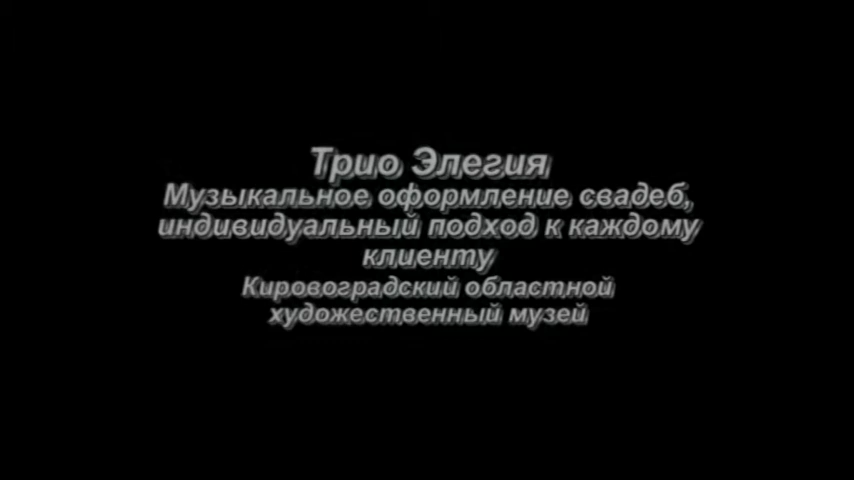 Трио Элегия
Музыкальное оформление свадеб,
индивидуальный подход к каждому
клиенту
Кировоградский областной
художественный музей